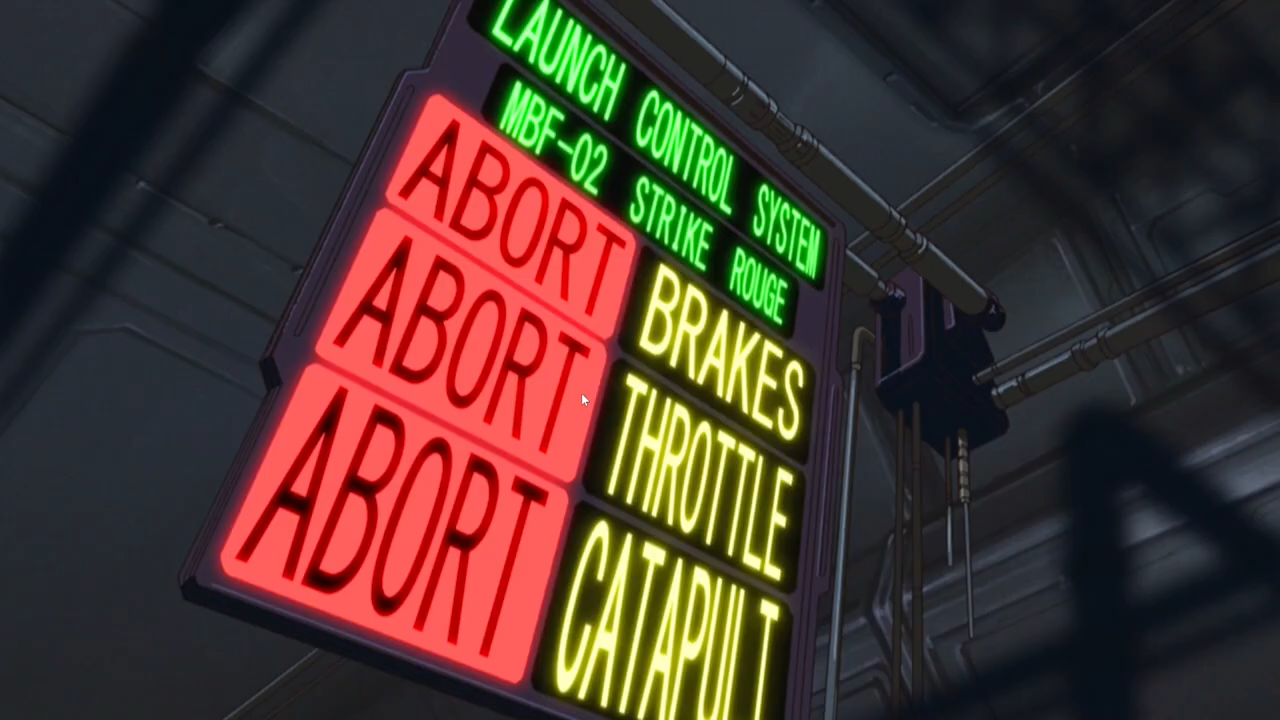 LAUNCH CONTROL SYSTEM
MBF-02 STRIKE ROUGE
ABORT BRAKES
ABORT THROTTLE
ABORT CATAPULT